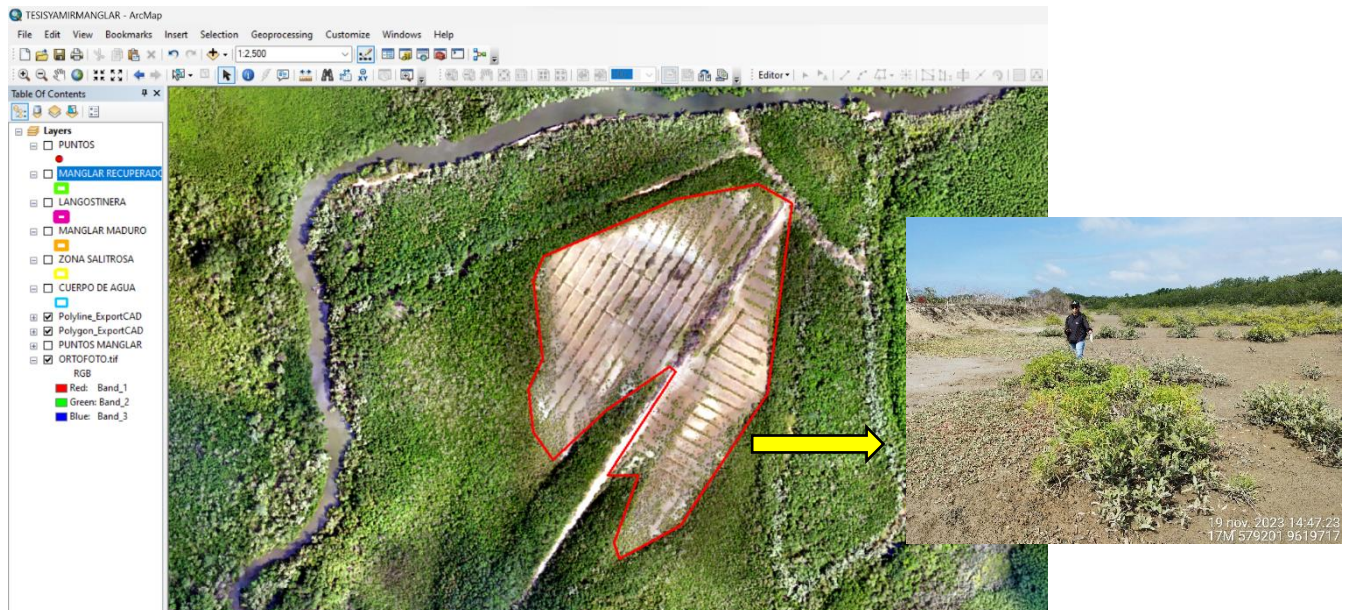 TESISYAMIRMANGLAR - ArcMap
File Edit View Bookmarks Insert Selection Geoprocessing Customize Windows Help
1:2,500
Editor
Table Of Contents
Layers
PUNTOS
MANGLAR RECUPERADO
LANGOSTINERA
MANGLAR MADURO
ZONA SALITROSA
CUERPO DE AGUA
Polyline_ExportCAD
Polygon_ExportCAD
PUNTOS MANGLAR
ORTOFOTO.tif
RGB
Red: Band_1
Green: Band_2
Blue: Band_3
19 nov. 2023 14:47:23
17M 579201 9619717